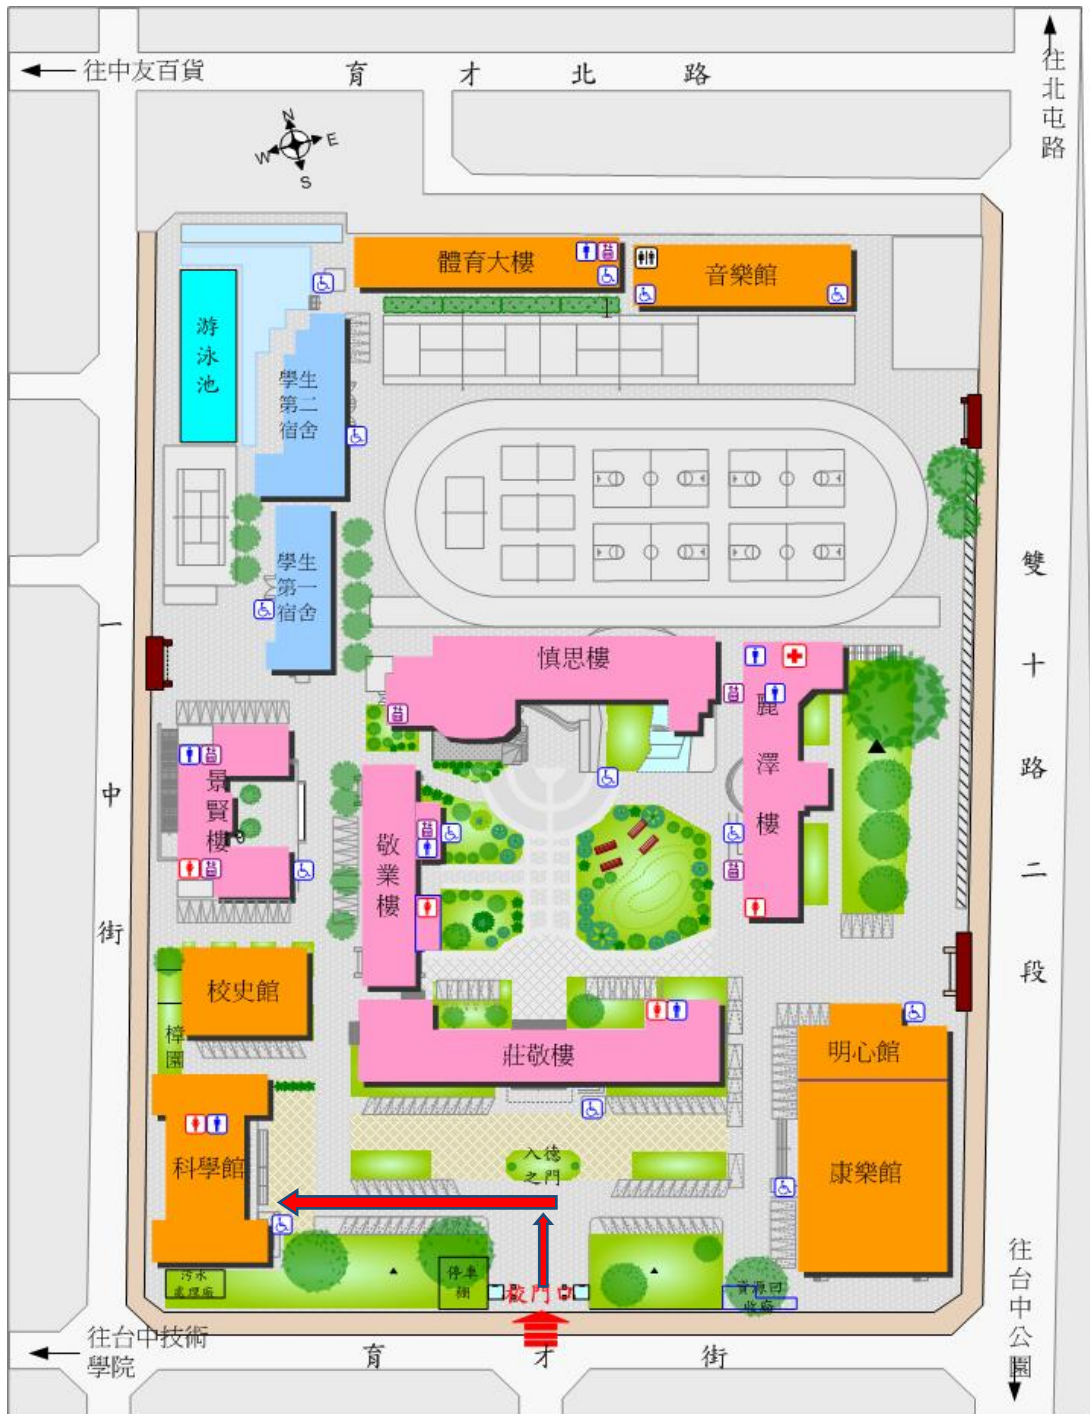 往中友百貨
育才北路
往北屯路
N
W
E
S
體育大樓
音樂館
游泳池
學生
第二
宿舍
學生
第一
宿舍
雙十路二段
一中街
慎思樓
麗澤樓
景賢樓
敬業樓
校史館
樟園
莊敬樓
明心館
科學館
入德
之門
康樂館
污水
處理廠
停車
棚
校門口
資源回
收廠
往台中技術
學院
育才街
往台中公園